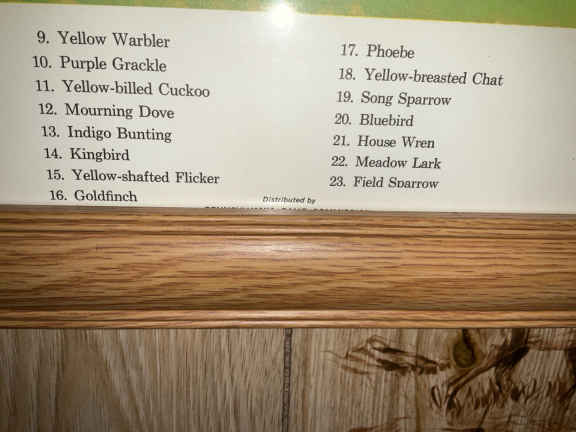 9. Yellow Warbler
10. Purple Grackle
11. Yellow-billed Cuckoo
12. Mourning Dove
13. Indigo Bunting
14. Kingbird
15. Yellow-shafted Flicker
16. Goldfinch
17. Phoebe
18. Yellow-breasted Chat
19. Song Sparrow
20. Bluebird
21. House Wren
22. Meadow Lark
23. Field Sparrow
Distributed by